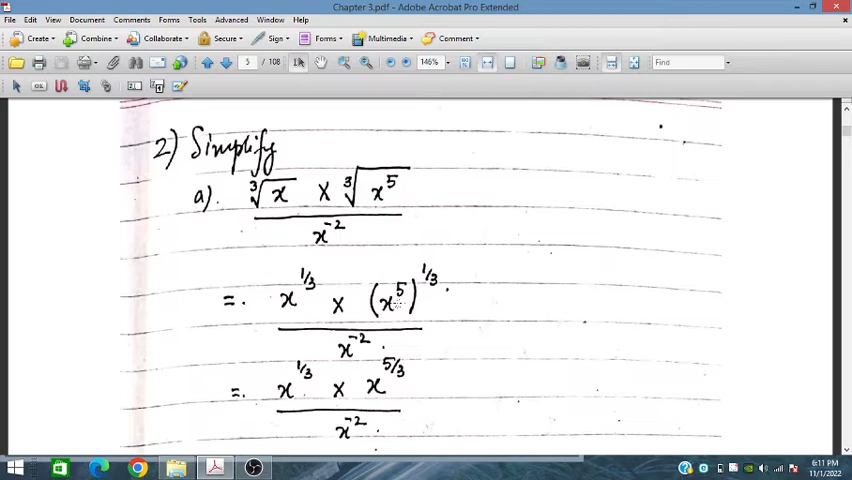 Chapter 3.pdf - Adobe Acrobat Pro Extended
File Edit View Document Comments Forms Tools Advanced Window Help
Create Combine Collaborate Secure Sign Forms Multimedia Comment
5 / 108 146% Find
2) Simplify
a). ∛x × ∛x⁵
x⁻²
=. x^1/3 × (x⁵)^1/3 .
x⁻² .
=. x^1/3 × x^5/3
x⁻² .
6:11 PM
11/1/2022